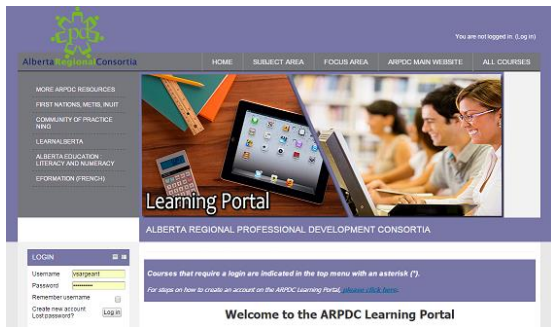 You are not logged in. (Log in)
pdc
AlbertaRegionalConsortia
HOME SUBJECT AREA FOCUS AREA ARPDC MAIN WEBSITE ALL COURSES
MORE ARPDC RESOURCES
FIRST NATIONS, METIS, INUIT
COMMUNITY OF PRACTICE
NING
LEARNALBERTA
ALBERTA EDUCATION :
LITERACY AND NUMERACY
EFORMATION (FRENCH)
Learning Portal
ALBERTA REGIONAL PROFESSIONAL DEVELOPMENT CONSORTIA
LOGIN
Username vsargeant
Password
Remember username
Create new account
Lost password?
Log in
Courses that require a login are indicated in the top menu with an asterisk (*).
For steps on how to create an account on the ARPDC Learning Portal, please click here.
Welcome to the ARPDC Learning Portal